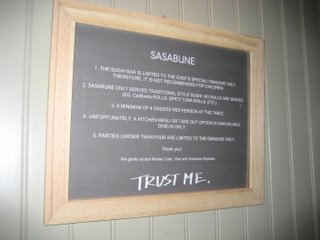 SASABUNE
1. THE SUSHI BAR IS LIMITED TO THE CHEF'S SPECIAL/ OMAKASE ONLY.
THEREFORE, IT IS NOT RECOMMENDED FOR CHILDREN.
2. SASABUNE ONLY SERVES TRADITIONAL STYLE SUSHI. NO ROLLS ARE SERVED
(EG. California ROLLS, SPICY TUNA ROLLS, ETC.)
3. A MINIMUM OF 4 ORDERS PER PERSON AT THE TABLE.
4. UNFORTUNATELY, A KITCHEN MENU OR TAKE OUT OPTION IS UNAVAILABLE.
DINE-IN ONLY.
5. PARTIES LARGER THAN FOUR ARE LIMITED TO THE OMAKASE ONLY.
Thank you!
We gladly accept Master Card, Visa and American Express.
TRUST ME.